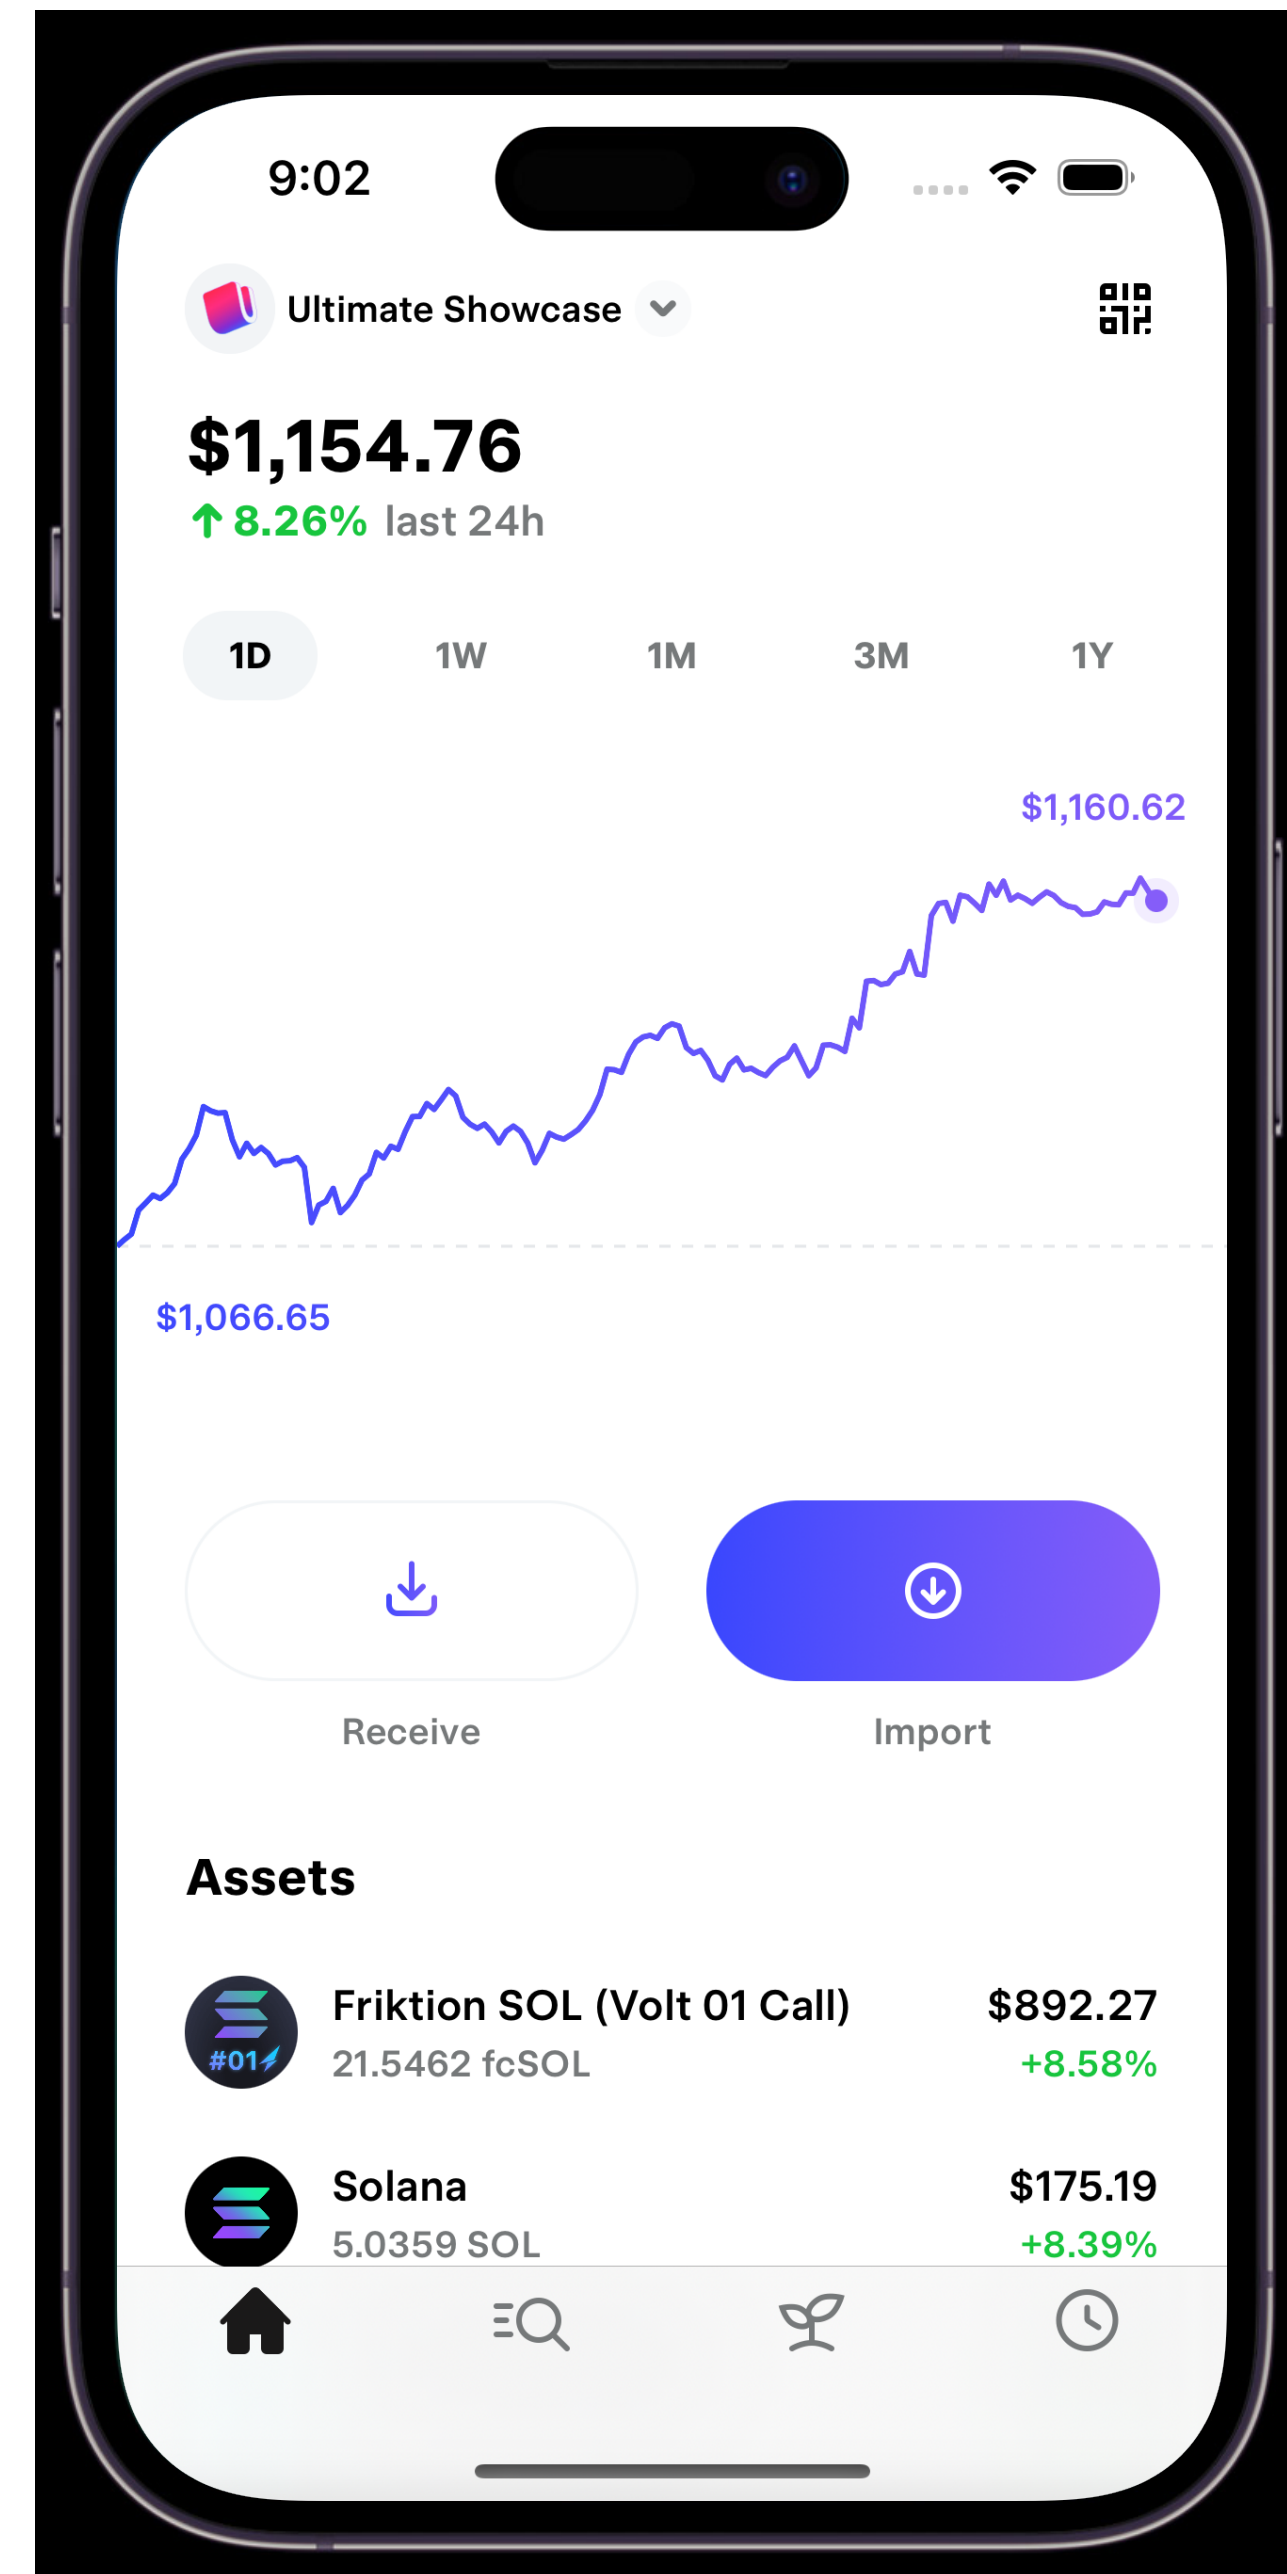 9:02
Ultimate Showcase
$1,154.76
8.26% last 24h
1D 1W 1M 3M 1Y
$1,160.62
$1,066.65
Receive Import
Assets
Friktion SOL (Volt 01 Call) $892.27
#01
21.5462 fcSOL +8.58%
Solana $175.19
5.0359 SOL +8.39%